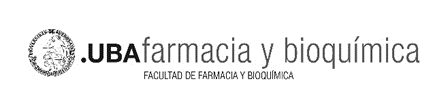 .UBAfarmacia y bioquímica
FACULTAD DE FARMACIA Y BIOQUÍMICA